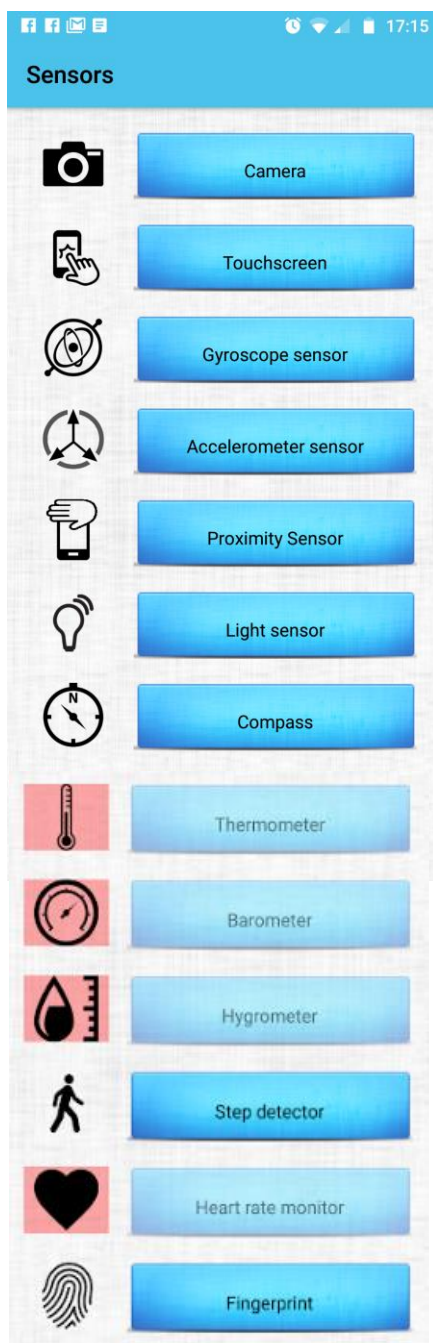 17:15
Sensors
Camera
Touchscreen
Gyroscope sensor
Accelerometer sensor
Proximity Sensor
Light sensor
N
Compass
Thermometer
Barometer
Hygrometer
Step detector
Heart rate monitor
Fingerprint